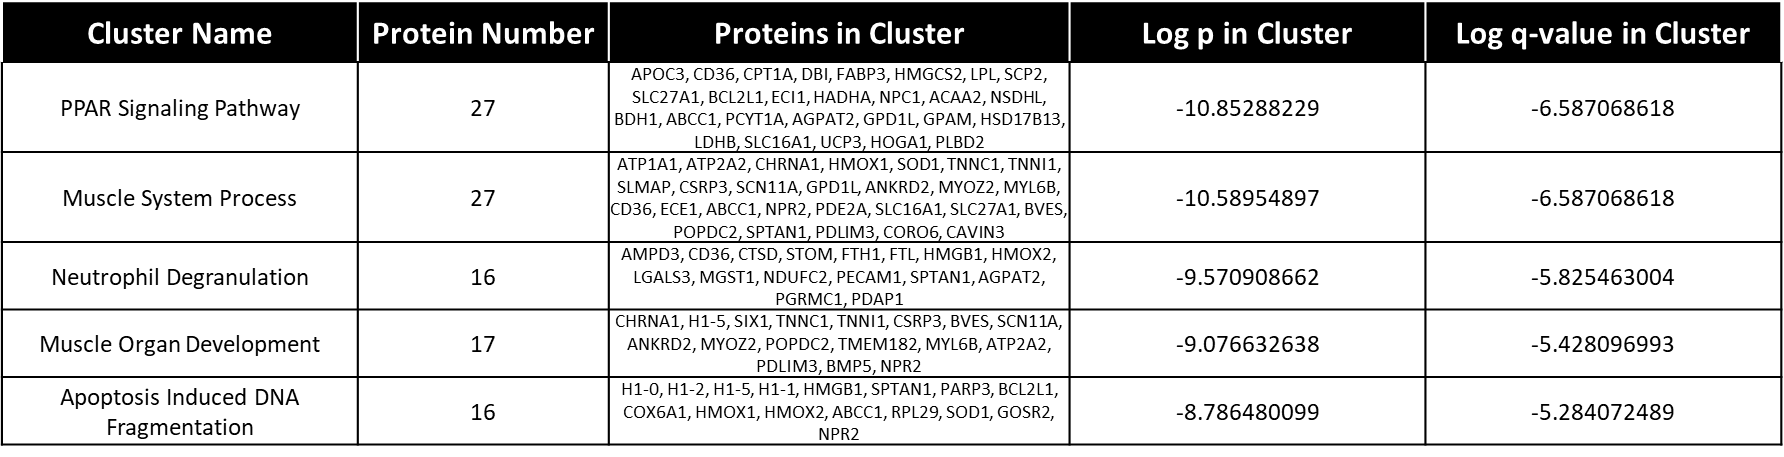 Cluster Name Protein Number Proteins in Cluster Log p in Cluster Log q-value in Cluster
APOC3, CD36, CPT1A, DBI, FABP3, HMGCS2, LPL, SCP2,
SLC27A1, BCL2L1, ECI1, HADHA, NPC1, ACAA2, NSDHL,
PPAR Signaling Pathway 27 BDH1, ABCC1, PCYT1A, AGPAT2, GPD1L, GPAM, HSD17B13, -10.85288229 -6.587068618
LDHB, SLC16A1, UCP3, HOGA1, PLBD2
ATP1A1, ATP2A2, CHRNA1, HMOX1, SOD1, TNNC1, TNNI1,
SLMAP, CSRP3, SCN11A, GPD1L, ANKRD2, MYOZ2, MYL6B,
Muscle System Process 27 CD36, ECE1, ABCC1, NPR2, PDE2A, SLC16A1, SLC27A1, BVES, -10.58954897 -6.587068618
POPDC2, SPTAN1, PDLIM3, CORO6, CAVIN3
AMPD3, CD36, CTSD, STOM, FTH1, FTL, HMGB1, HMOX2,
Neutrophil Degranulation 16 LGALS3, MGST1, NDUFC2, PECAM1, SPTAN1, AGPAT2, -9.570908662 -5.825463004
PGRMC1, PDAP1
CHRNA1, H1-5, SIX1, TNNC1, TNNI1, CSRP3, BVES, SCN11A,
Muscle Organ Development 17 ANKRD2, MYOZ2, POPDC2, TMEM182, MYL6B, ATP2A2, -9.076632638 -5.428096993
PDLIM3, BMP5, NPR2
Apoptosis Induced DNA H1-0, H1-2, H1-5, H1-1, HMGB1, SPTAN1, PARP3, BCL2L1,
16 COX6A1, HMOX1, HMOX2, ABCC1, RPL29, SOD1, GOSR2, -8.786480099 -5.284072489
Fragmentation NPR2